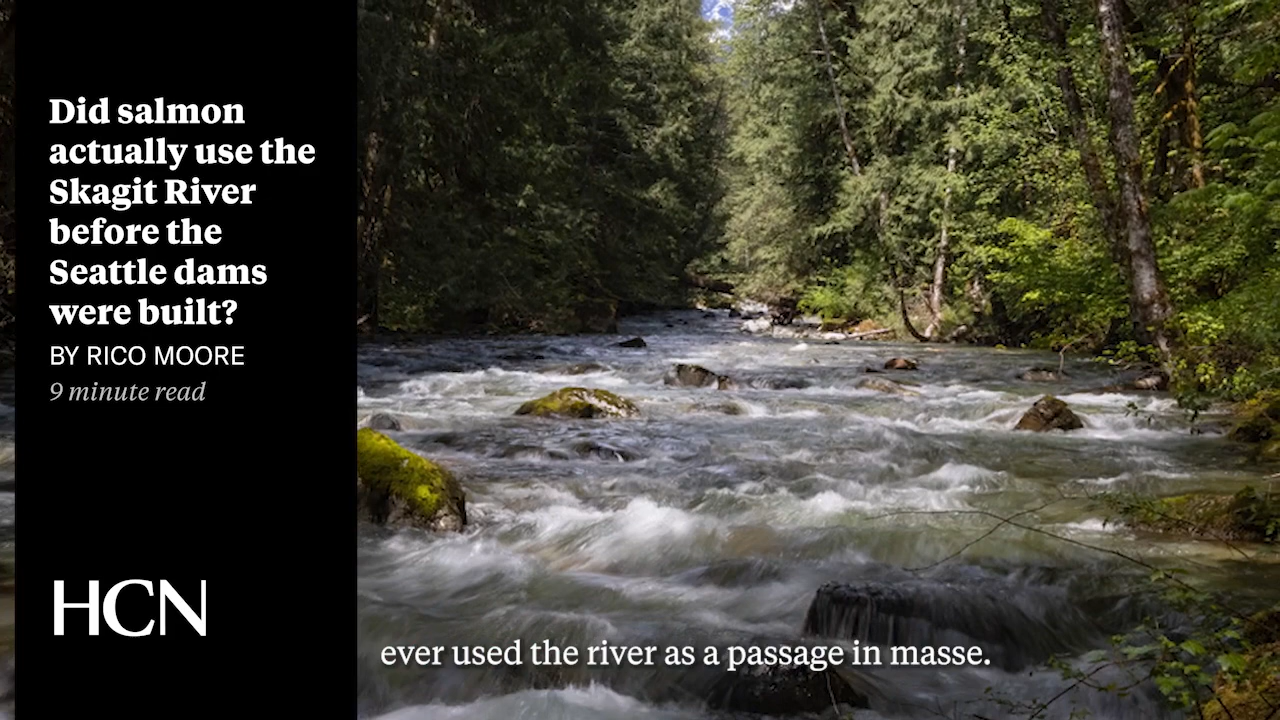 Did salmon
actually use the
Skagit River
before the
Seattle dams
were built?
BY RICO MOORE
9 minute read
HCN
ever used the river as a passage in masse.